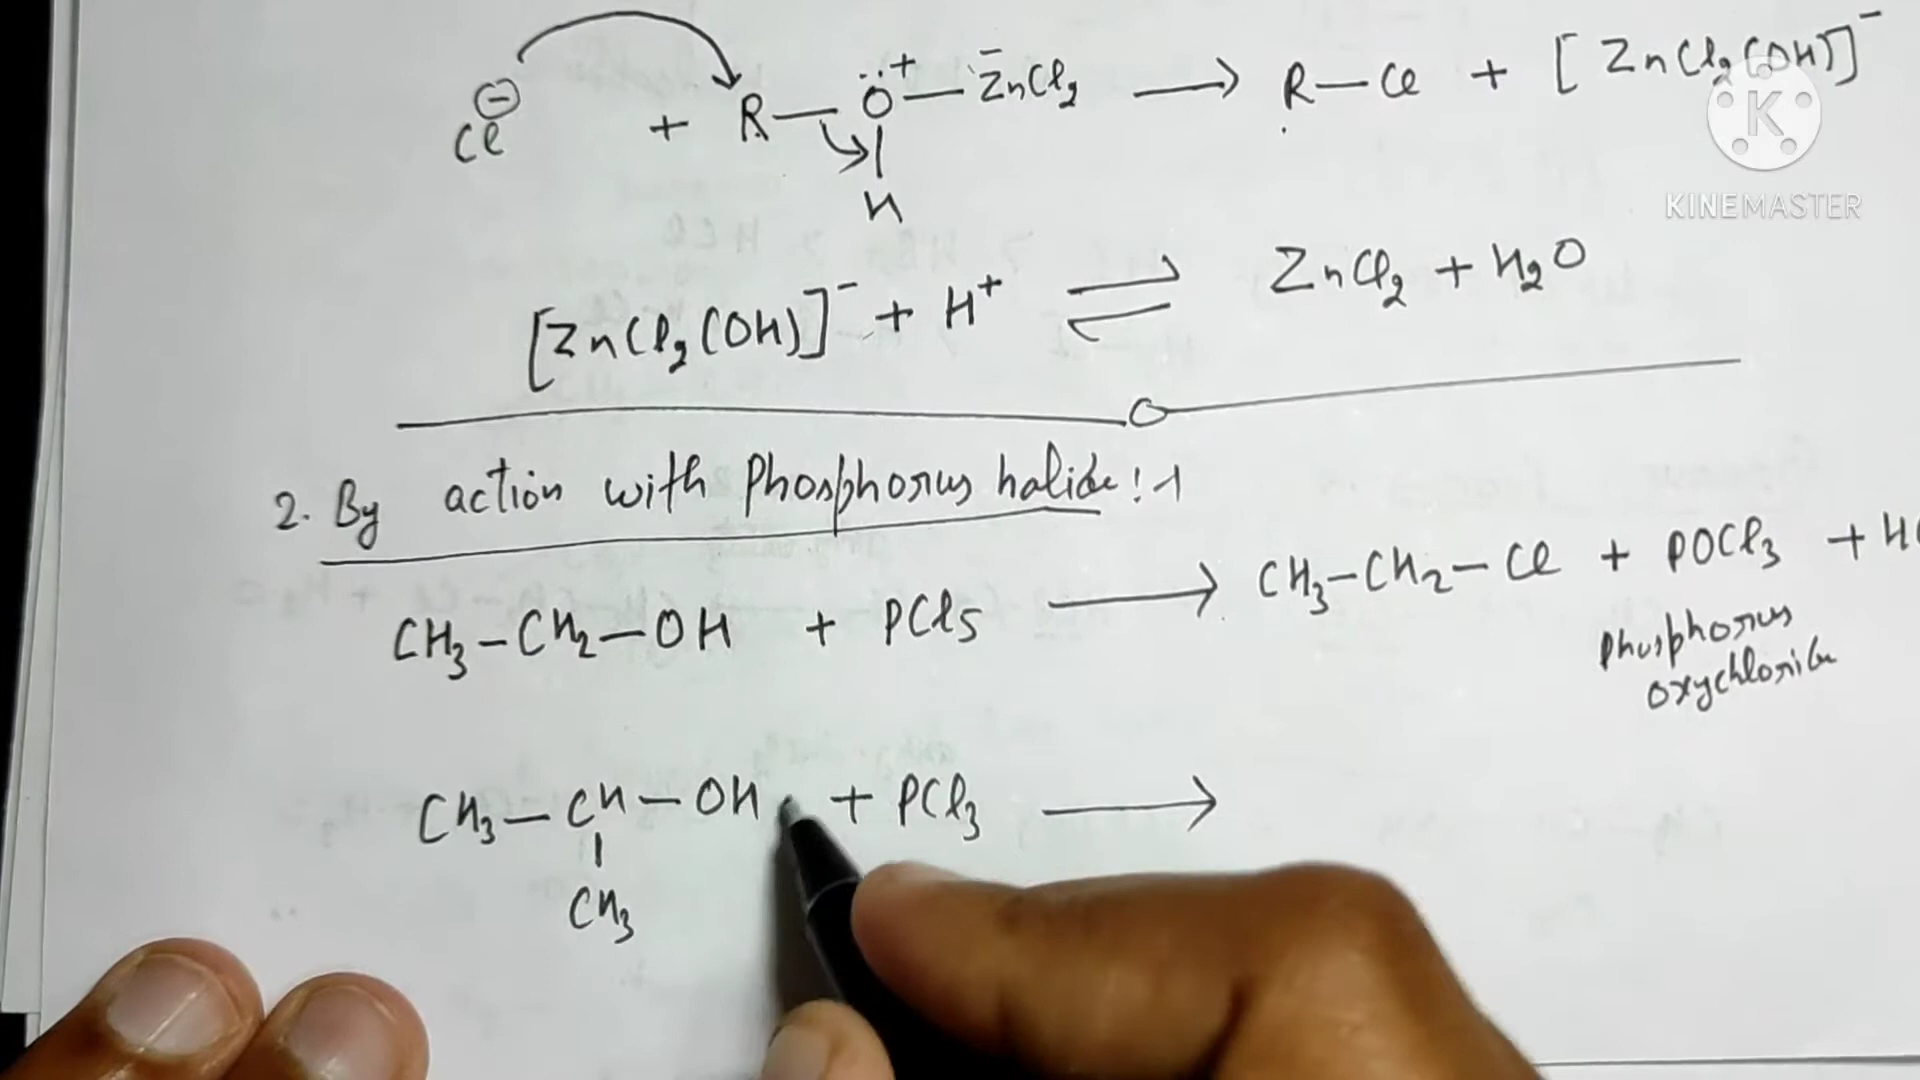 Cl⊖ + R—Ö⁺—Z̄nCl₂ ⟶ R—Cl + [ZnCl₂(OH)]⁻
H
KINEMASTER
[ZnCl₂(OH)]⁻ + H⁺ ⇌ ZnCl₂ + H₂O
2. By action with Phosphorus halide :-
CH₃—CH₂—OH + PCl5 ⟶ CH₃—CH₂—Cl + POCl₃ + H
Phosphorus
oxychloride
CH₃—CH—OH + PCl₃ ⟶
CH₃